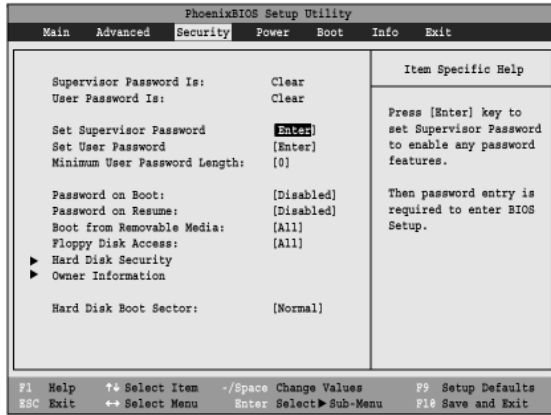 PhoenixBIOS Setup Utility
Main Advanced Security Power Boot Info Exit
Supervisor Password Is: Clear
User Password Is: Clear
Set Supervisor Password [Enter]
Set User Password [Enter]
Minimum User Password Length: [0]
Password on Boot: [Disabled]
Password on Resume: [Disabled]
Boot from Removable Media: [All]
Floppy Disk Access: [All]
▶ Hard Disk Security
▶ Owner Information
Hard Disk Boot Sector: [Normal]
Item Specific Help
Press [Enter] key to
set Supervisor Password
to enable any password
features.
Then password entry is
required to enter BIOS
Setup.
F1 Help ↑↓ Select Item -/Space Change Values F9 Setup Defaults
ESC Exit ↔ Select Menu Enter Select▶Sub-Menu F10 Save and Exit